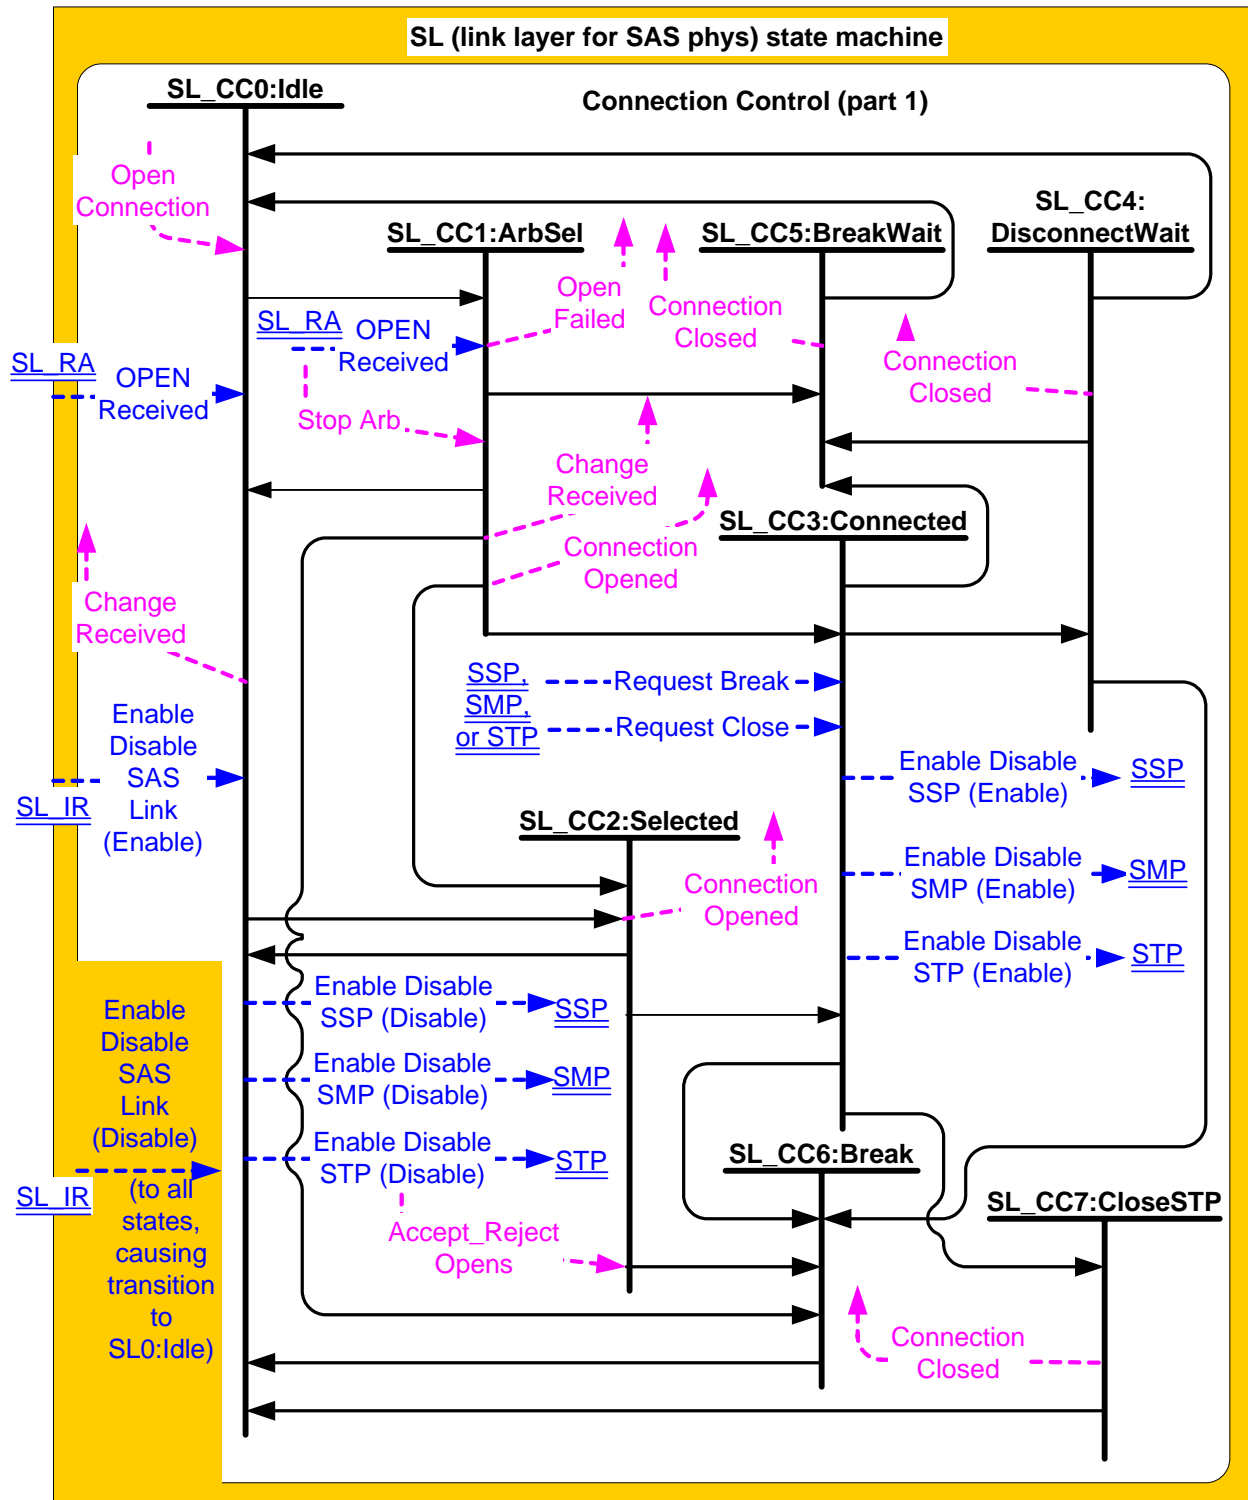 SL (link layer for SAS phys) state machine
SL_CC0:Idle
Connection Control (part 1)
Open
Connection
SL_CC1:ArbSel
SL_CC5:BreakWait
SL_CC4:
DisconnectWait
Open
Failed
Connection
Closed
SL_RA
OPEN
Received
Connection
Closed
SL_RA
OPEN
Received
Stop Arb
Change
Received
SL_CC3:Connected
Connection
Opened
Change
Received
SSP,
SMP,
or STP
Request Break
Request Close
Enable
Disable
SAS
Link
(Enable)
SL_IR
Enable Disable
SSP (Enable)
SSP
SL_CC2:Selected
Enable Disable
SMP (Enable)
SMP
Connection
Opened
Enable Disable
STP (Enable)
STP
Enable Disable
SSP (Disable)
SSP
Enable
Disable
SAS
Link
(Disable)
SL_IR
(to all
states,
causing
transition
to
SL0:Idle)
Enable Disable
SMP (Disable)
SMP
Enable Disable
STP (Disable)
STP
SL_CC6:Break
SL_CC7:CloseSTP
Accept_Reject
Opens
Connection
Closed